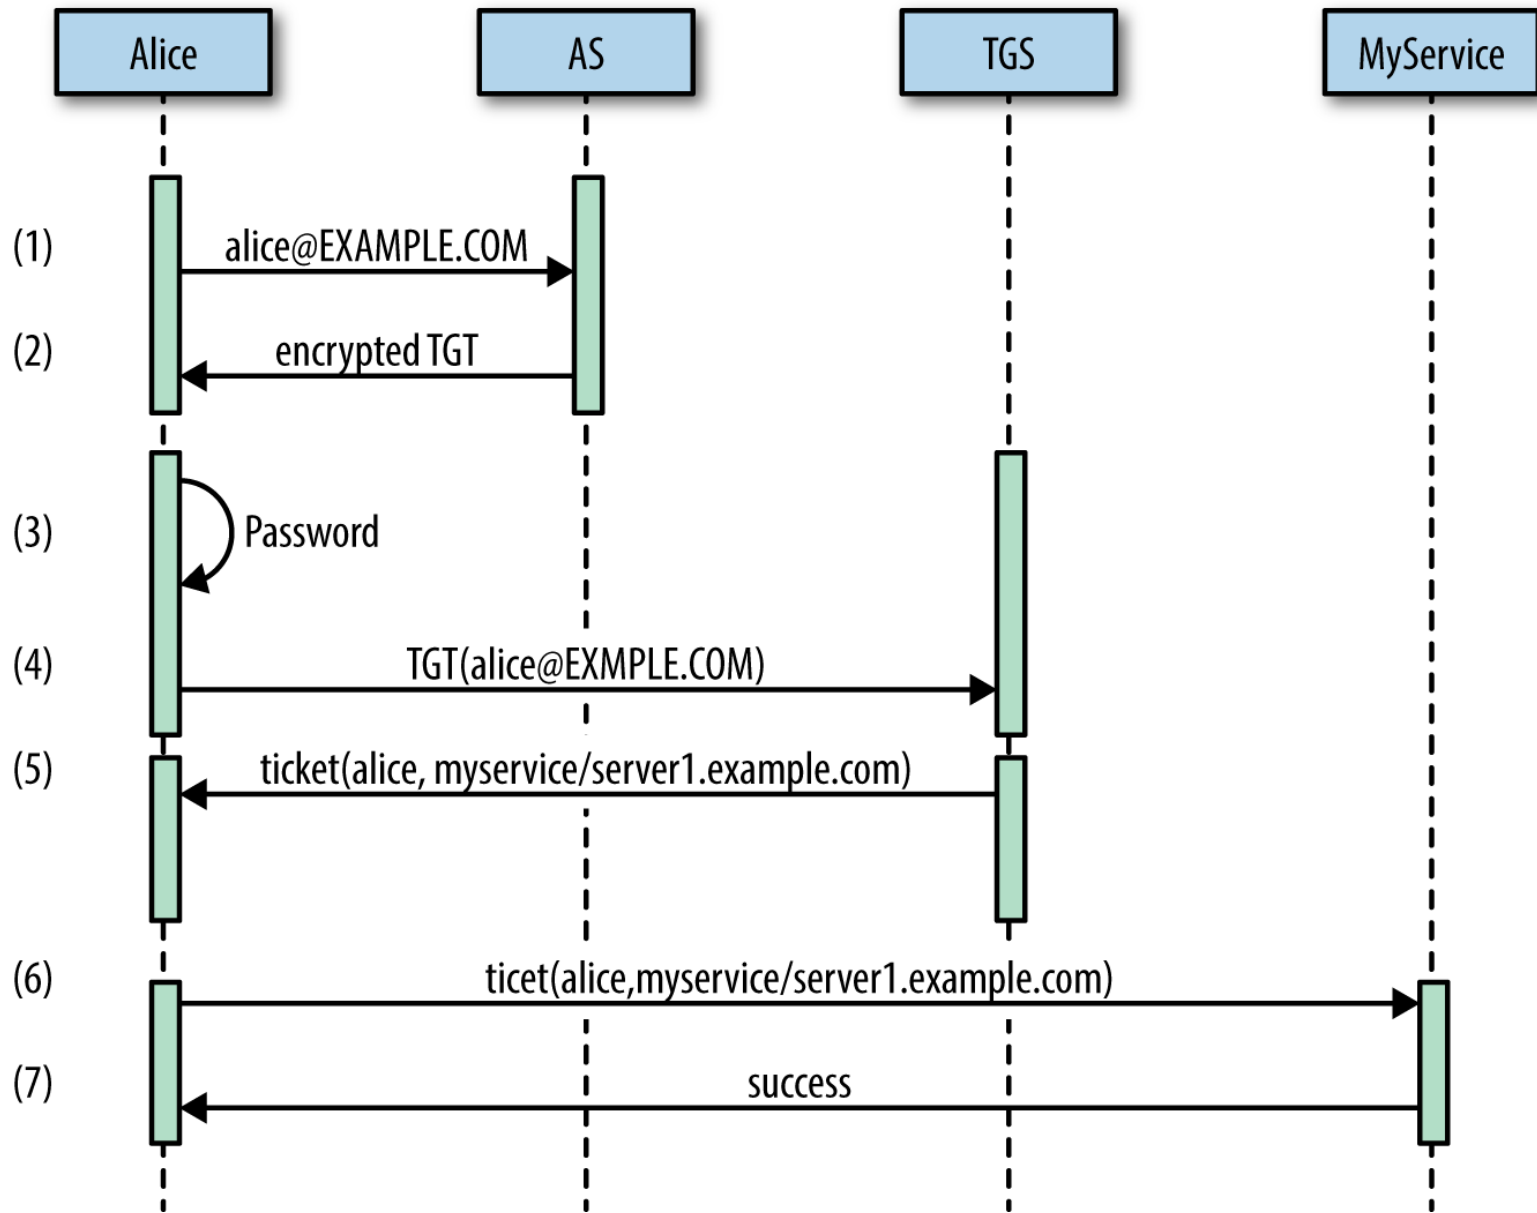 Alice
AS
TGS
MyService
(1)
alice@EXAMPLE.COM
(2)
encrypted TGT
(3)
Password
(4)
TGT(alice@EXMPLE.COM)
(5)
ticket(alice, myservice/server1.example.com)
(6)
ticet(alice,myservice/server1.example.com)
(7)
success